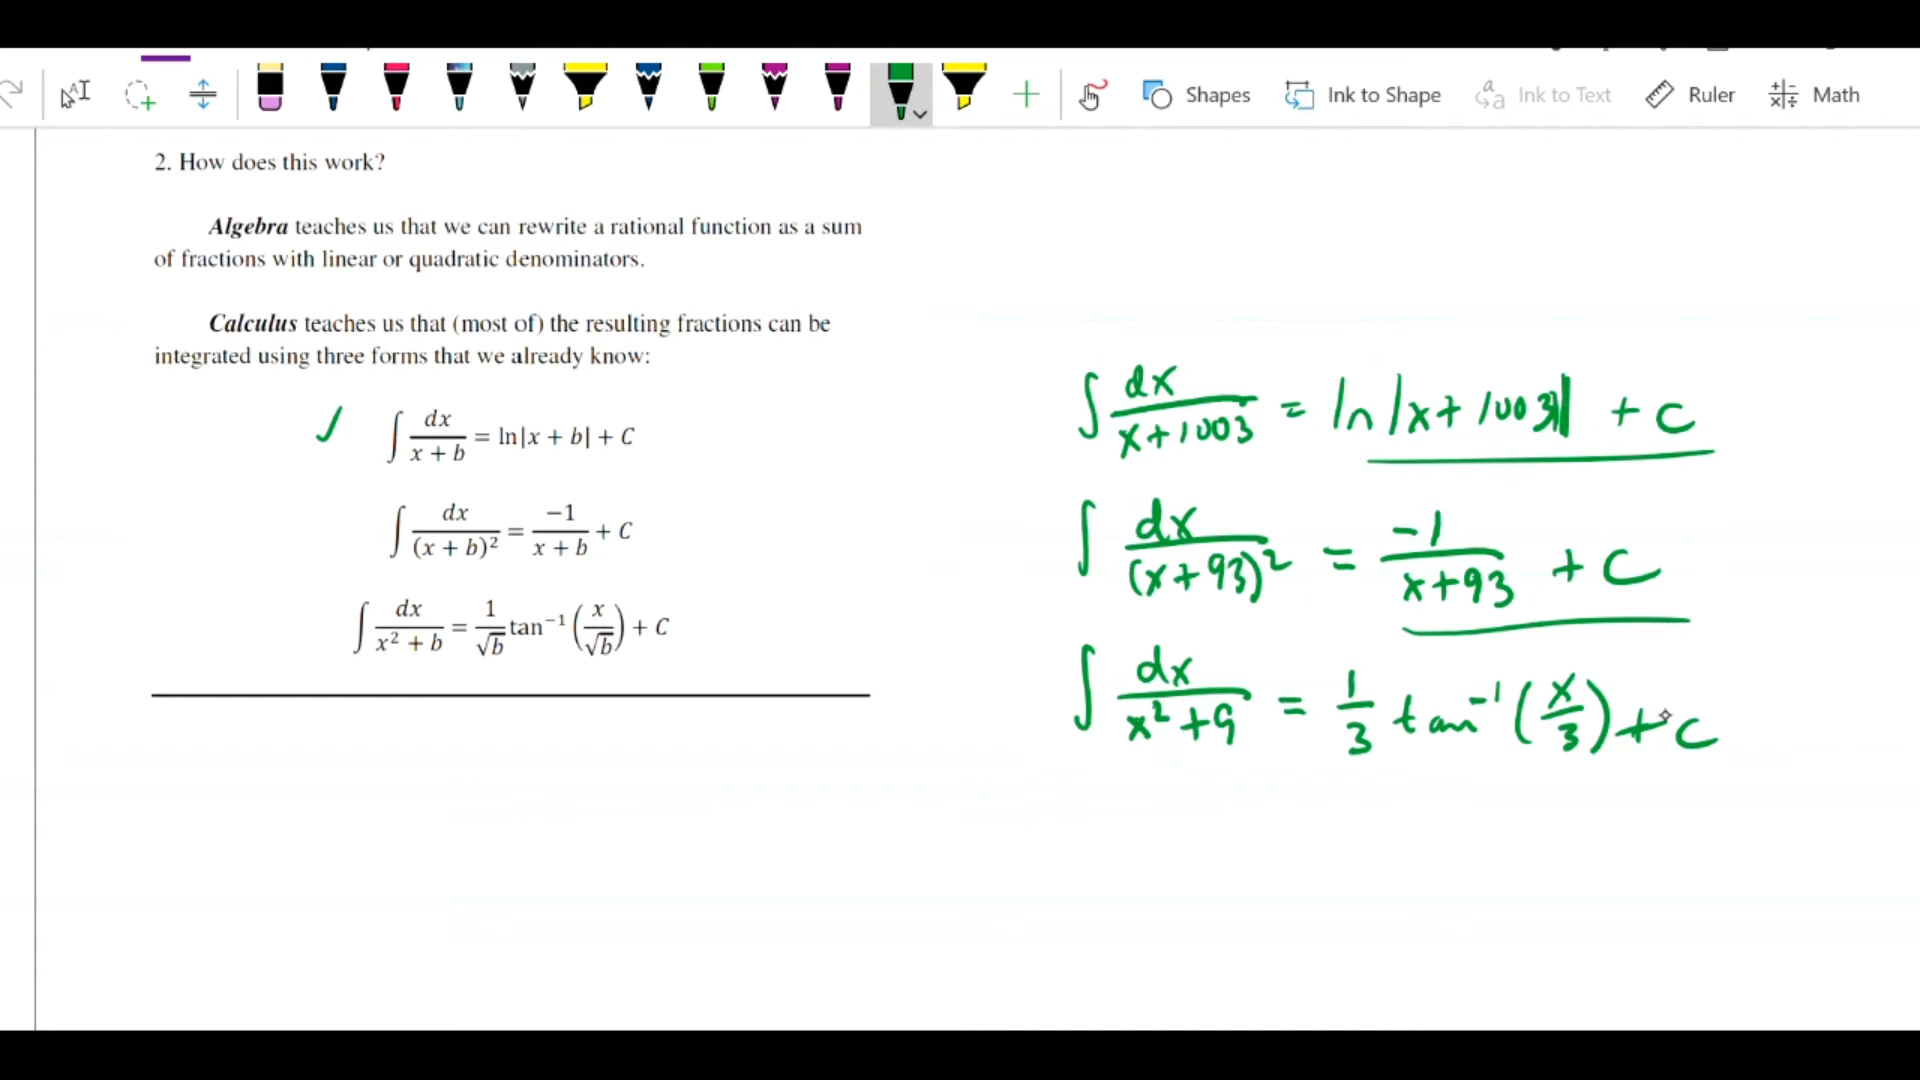 Shapes Ink to Shape Ink to Text Ruler Math
2. How does this work?
Algebra teaches us that we can rewrite a rational function as a sum
of fractions with linear or quadratic denominators.
Calculus teaches us that (most of) the resulting fractions can be
integrated using three forms that we already know:
✓ ∫ dx/(x + b) = ln|x + b| + C
∫ dx/(x + b)² = −1/(x + b) + C
∫ dx/(x² + b) = 1/√b tan⁻¹(x/√b) + C
∫ dx/(x+1003) = ln|x+1003| + C
∫ dx/(x+93)² = -1/(x+93) + C
∫ dx/(x²+9) = 1/3 tan⁻¹(x/3) + C